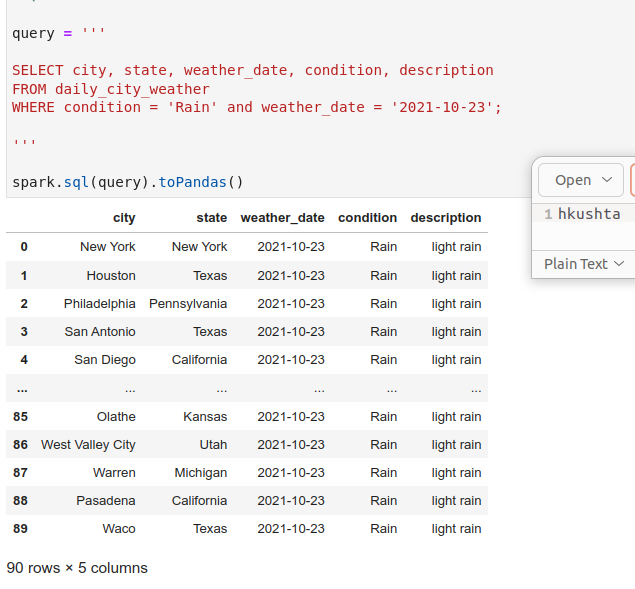 query = '''
SELECT city, state, weather_date, condition, description
FROM daily_city_weather
WHERE condition = 'Rain' and weather_date = '2021-10-23';
'''
spark.sql(query).toPandas()
Open
1 hkushta
Plain Text
city state weather_date condition description
0 New York New York 2021-10-23 Rain light rain
1 Houston Texas 2021-10-23 Rain light rain
2 Philadelphia Pennsylvania 2021-10-23 Rain light rain
3 San Antonio Texas 2021-10-23 Rain light rain
4 San Diego California 2021-10-23 Rain light rain
... ... ... ... ... ...
85 Olathe Kansas 2021-10-23 Rain light rain
86 West Valley City Utah 2021-10-23 Rain light rain
87 Warren Michigan 2021-10-23 Rain light rain
88 Pasadena California 2021-10-23 Rain light rain
89 Waco Texas 2021-10-23 Rain light rain
90 rows × 5 columns